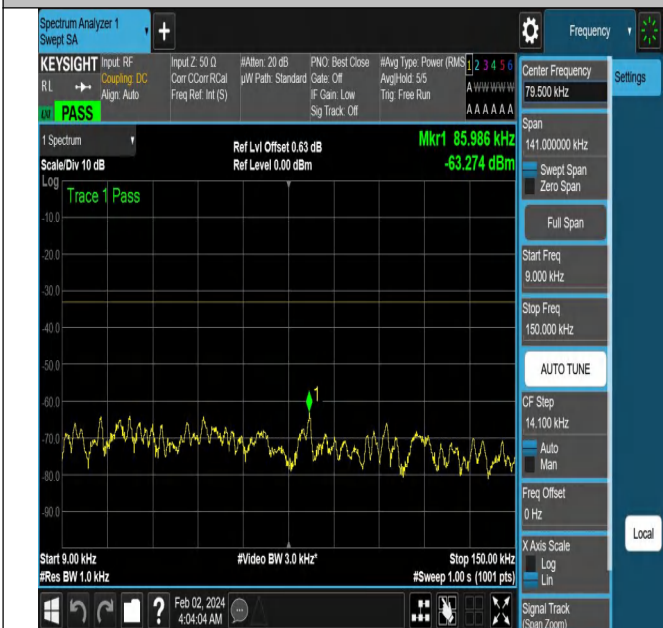 Spectrum Analyzer 1
Swept SA
+
Frequency
KEYSIGHT
RL
PASS
Input: RF
Coupling: DC
Align: Auto
Input Z: 50 Ω
Corr CCorr RCal
Freq Ref: Int (S)
#Atten: 20 dB
µW Path: Standard
PNO: Best Close
Gate: Off
IF Gain: Low
Sig Track: Off
#Avg Type: Power (RMS
Avg|Hold: 5/5
Trig: Free Run
1 2 3 4 5 6
A W W W W W
A A A A A A
1 Spectrum
Scale/Div 10 dB
Log
Ref Lvl Offset 0.63 dB
Ref Level 0.00 dBm
Mkr1 85.986 kHz
-63.274 dBm
Trace 1 Pass
-10.0
-20.0
-30.0
-40.0
-50.0
-60.0
-70.0
-80.0
-90.0
1
Start 9.00 kHz
#Res BW 1.0 kHz
#Video BW 3.0 kHz*
Stop 150.00 kHz
#Sweep 1.00 s (1001 pts)
?
Feb 02, 2024
4:04:04 AM
Center Frequency
79.500 kHz
Settings
Span
141.000000 kHz
Swept Span
Zero Span
Full Span
Start Freq
9.000 kHz
Stop Freq
150.000 kHz
AUTO TUNE
CF Step
14.100 kHz
Auto
Man
Freq Offset
0 Hz
X Axis Scale
Log
Lin
Local
Signal Track
(Span Zoom)